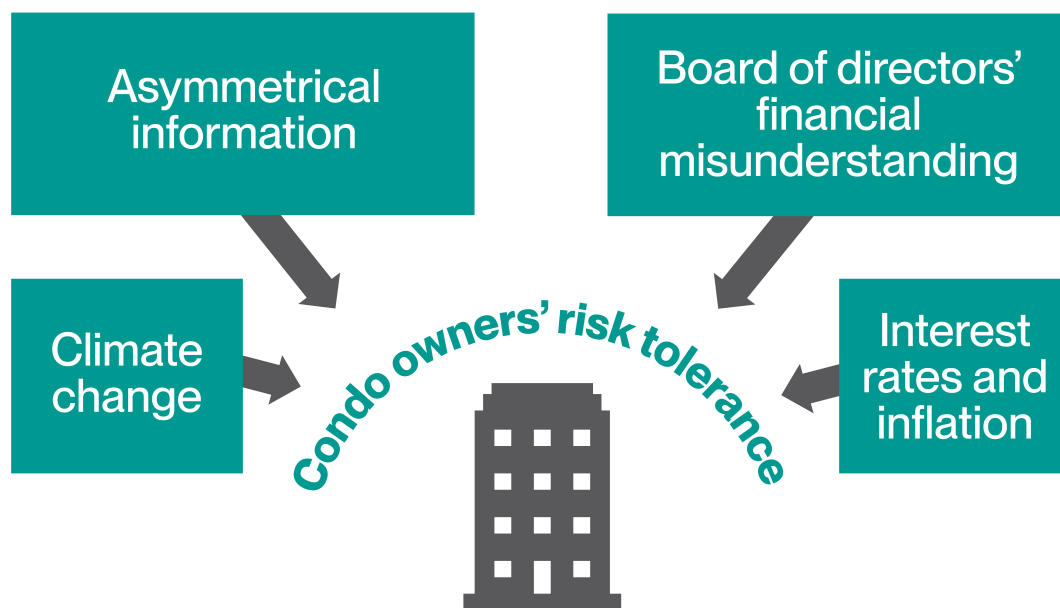 Asymmetrical
information
Board of directors’
financial
misunderstanding
Climate
change
Condo owners’ risk tolerance
Interest
rates and
inflation